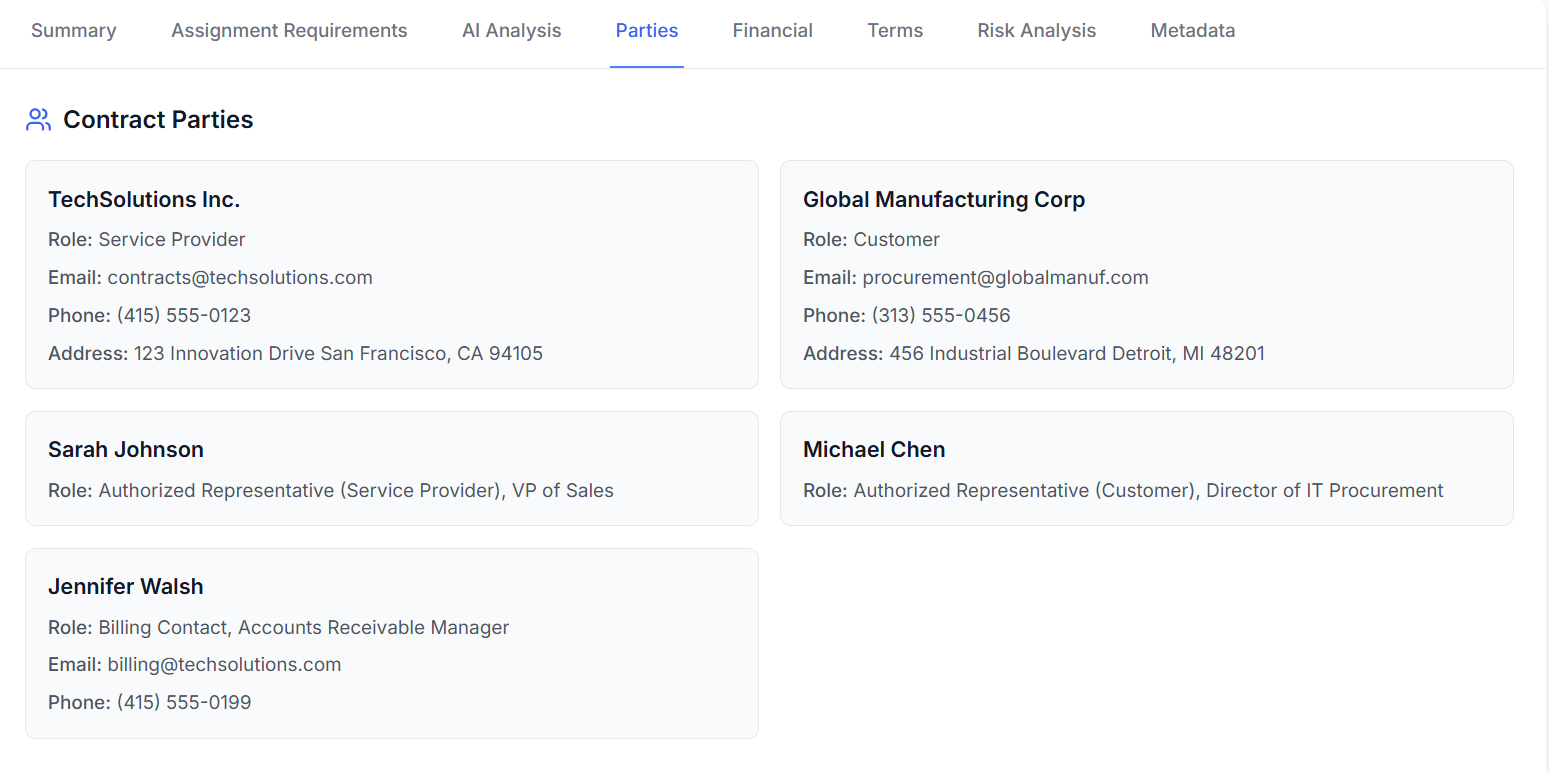 Summary Assignment Requirements AI Analysis Parties Financial Terms Risk Analysis Metadata
Contract Parties
TechSolutions Inc.
Role: Service Provider
Email: contracts@techsolutions.com
Phone: (415) 555-0123
Address: 123 Innovation Drive San Francisco, CA 94105
Global Manufacturing Corp
Role: Customer
Email: procurement@globalmanuf.com
Phone: (313) 555-0456
Address: 456 Industrial Boulevard Detroit, MI 48201
Sarah Johnson
Role: Authorized Representative (Service Provider), VP of Sales
Michael Chen
Role: Authorized Representative (Customer), Director of IT Procurement
Jennifer Walsh
Role: Billing Contact, Accounts Receivable Manager
Email: billing@techsolutions.com
Phone: (415) 555-0199